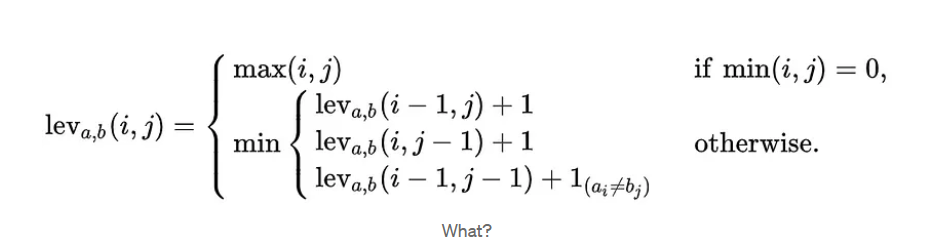 max(i, j) if min(i, j) = 0,
lev_{a,b}(i − 1, j) + 1
lev_{a,b}(i, j) = min lev_{a,b}(i, j − 1) + 1 otherwise.
lev_{a,b}(i − 1, j − 1) + 1_{(a_i≠b_j)}
What?